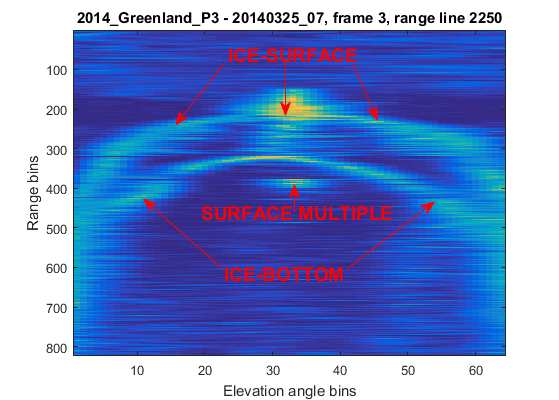 2014_Greenland_P3 - 20140325_07, frame 3, range line 2250
ICE-SURFACE
SURFACE MULTIPLE
ICE-BOTTOM
Range bins
100
200
300
400
500
600
700
800
10
20
30
40
50
60
Elevation angle bins